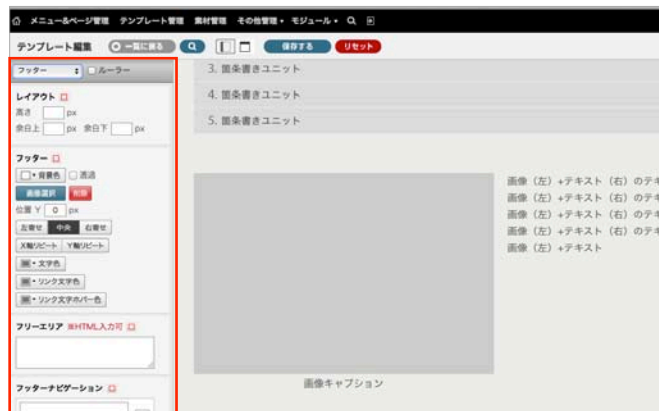 メニュー&ページ管理 テンプレート管理 素材管理 その他管理 モジュール
テンプレート編集 一覧に戻る 保存する リセット
フッター ルーラー
レイアウト
高さ px
余白上 px 余白下 px
フッター
背景色 透過
画像選択 削除
位置 Y 0 px
左寄せ 中央 右寄せ
X軸リピート Y軸リピート
文字色
リンク文字色
リンク文字ホバー色
フリーエリア ※HTML入力可
フッターナビゲーション
3. 箇条書きユニット
4. 箇条書きユニット
5. 箇条書きユニット
画像（左）+テキスト（右）のテキ
画像（左）+テキスト（右）のテキ
画像（左）+テキスト（右）のテキ
画像（左）+テキスト（右）のテキ
画像（左）+テキスト
画像キャプション